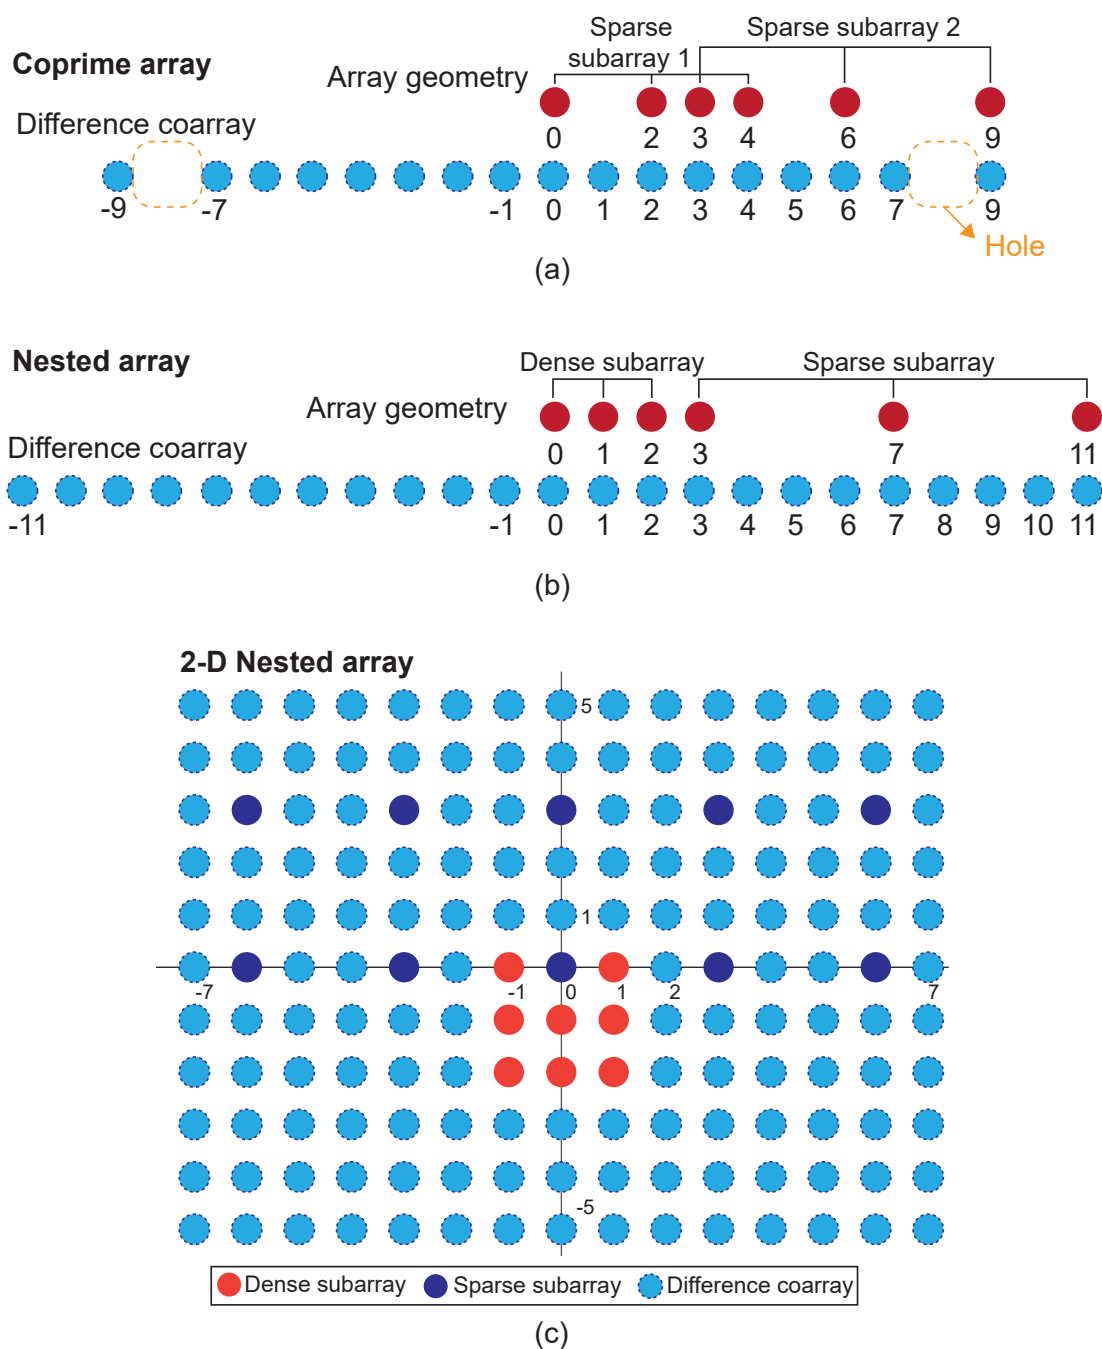 Sparse
subarray 1
Sparse subarray 2
Coprime array
Array geometry
0 2 3 4 6 9
Difference coarray
-9 -7 -1 0 1 2 3 4 5 6 7 9
Hole
(a)
Nested array
Dense subarray Sparse subarray
Array geometry
0 1 2 3 7 11
Difference coarray
-11 -1 0 1 2 3 4 5 6 7 8 9 10 11
(b)
2-D Nested array
5
1
-7 -1 0 1 2 7
-5
Dense subarray Sparse subarray Difference coarray
(c)